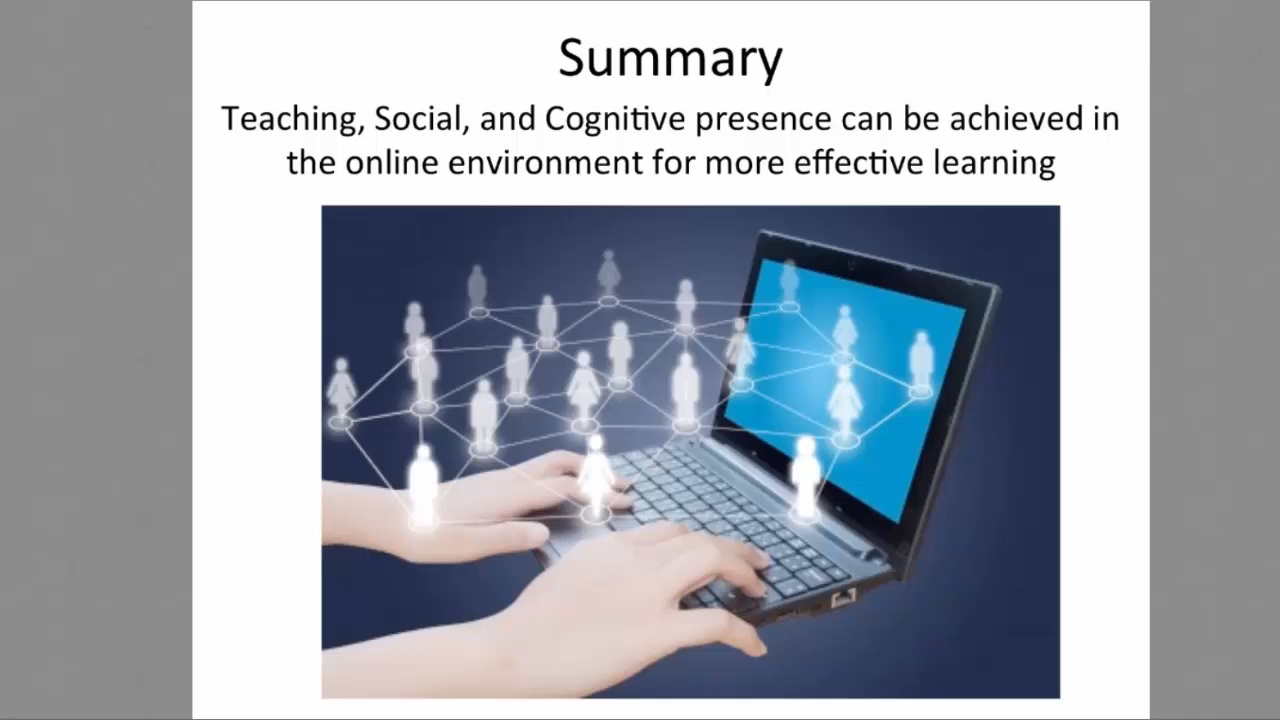 Summary
Teaching, Social, and Cognitive presence can be achieved in
the online environment for more effective learning